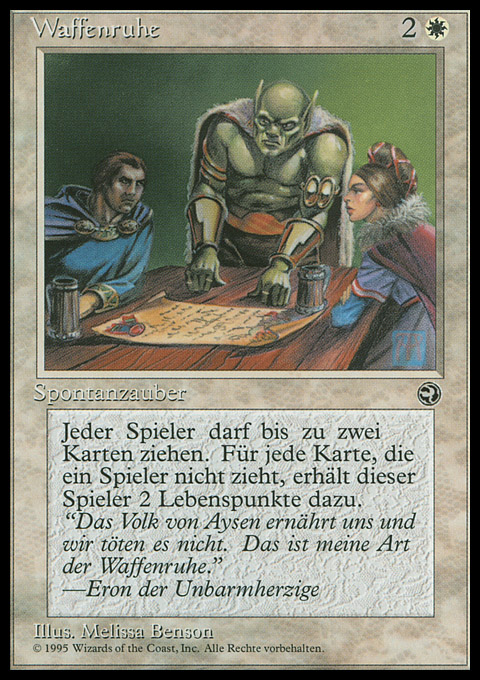 Waffenruhe
2
Spontanzauber
Jeder Spieler darf bis zu zwei
Karten ziehen. Für jede Karte, die
ein Spieler nicht zieht, erhält dieser
Spieler 2 Lebenspunkte dazu.
“Das Volk von Aysen ernährt uns und
wir töten es nicht. Das ist meine Art
der Waffenruhe.”
—Eron der Unbarmherzige
Illus. Melissa Benson
© 1995 Wizards of the Coast, Inc. Alle Rechte vorbehalten.